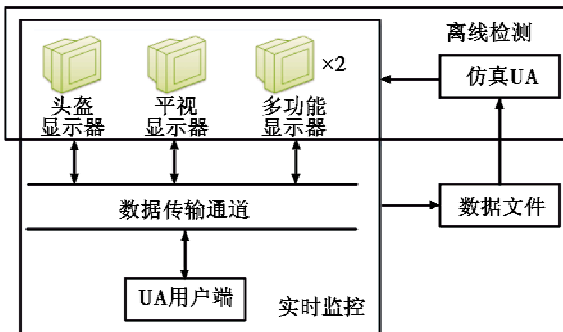 离线检测
仿真UA
×2
头盔
显示器
平视
显示器
多功能
显示器
数据传输通道
数据文件
UA用户端
实时监控